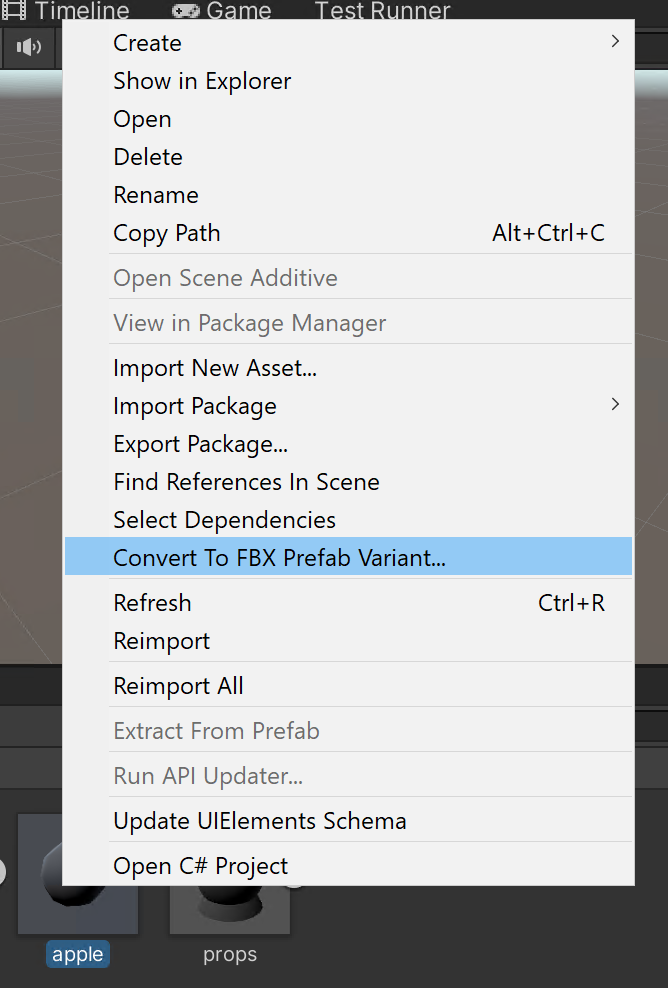 Timeline Game Test Runner
Create
Show in Explorer
Open
Delete
Rename
Copy Path Alt+Ctrl+C
Open Scene Additive
View in Package Manager
Import New Asset...
Import Package
Export Package...
Find References In Scene
Select Dependencies
Convert To FBX Prefab Variant...
Refresh Ctrl+R
Reimport
Reimport All
Extract From Prefab
Run API Updater...
Update UIElements Schema
Open C# Project
apple props